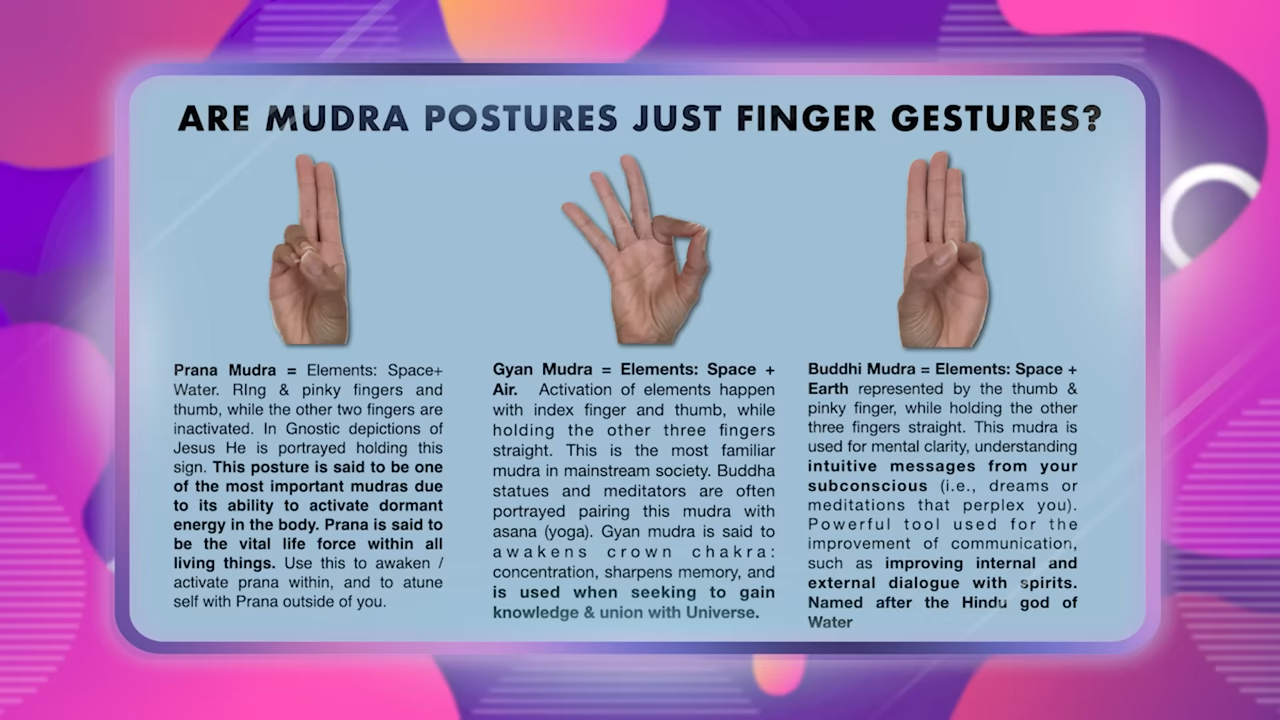 ARE MUDRA POSTURES JUST FINGER GESTURES?
Prana Mudra = Elements: Space+
Water. RIng & pinky fingers and
thumb, while the other two fingers are
inactivated. In Gnostic depictions of
Jesus He is portrayed holding this
sign. This posture is said to be one
of the most important mudras due
to its ability to activate dormant
energy in the body. Prana is said to
be the vital life force within all
living things. Use this to awaken /
activate prana within, and to atune
self with Prana outside of you.
Gyan Mudra = Elements: Space +
Air. Activation of elements happen
with index finger and thumb, while
holding the other three fingers
straight. This is the most familiar
mudra in mainstream society. Buddha
statues and meditators are often
portrayed pairing this mudra with
asana (yoga). Gyan mudra is said to
awakens crown chakra:
concentration, sharpens memory, and
is used when seeking to gain
knowledge & union with Universe.
Buddhi Mudra = Elements: Space +
Earth represented by the thumb &
pinky finger, while holding the other
three fingers straight. This mudra is
used for mental clarity, understanding
intuitive messages from your
subconscious (i.e., dreams or
meditations that perplex you).
Powerful tool used for the
improvement of communication,
such as improving internal and
external dialogue with spirits.
Named after the Hindu god of
Water